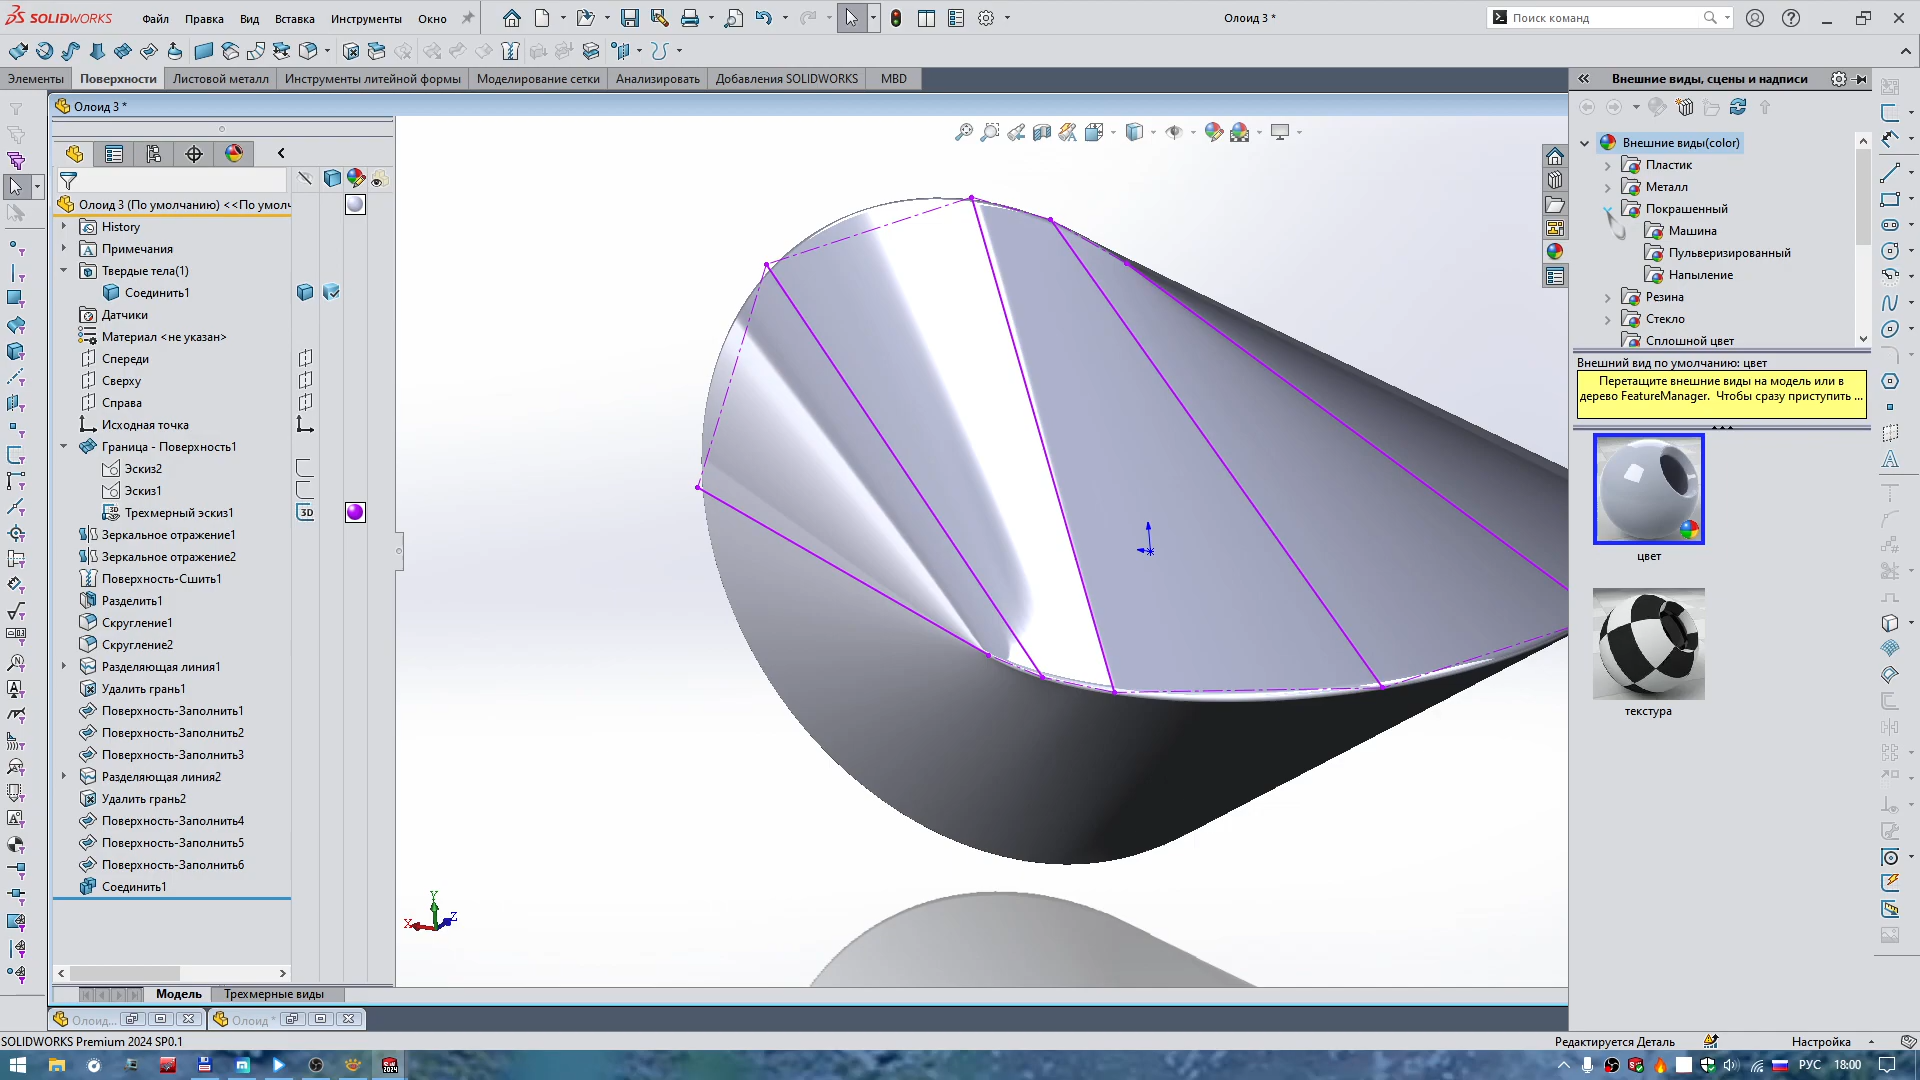 SOLIDWORKS
Файл
Правка
Вид
Вставка
Инструменты
Окно
Олоид 3 *
Поиск команд
Элементы
Поверхности
Листовой металл
Инструменты литейной формы
Моделирование сетки
Анализировать
Добавления SOLIDWORKS
MBD
Олоид 3 *
Олоид 3 (По умолчанию) <<По умолч
History
Примечания
Твердые тела(1)
Соединить1
Датчики
Материал <не указан>
Спереди
Сверху
Справа
Исходная точка
Граница - Поверхность1
Эскиз2
Эскиз1
Трехмерный эскиз1
3D
Зеркальное отражение1
Зеркальное отражение2
Поверхность-Сшить1
Разделить1
Скругление1
Скругление2
Разделяющая линия1
Удалить грань1
Поверхность-Заполнить1
Поверхность-Заполнить2
Поверхность-Заполнить3
Разделяющая линия2
Удалить грань2
Поверхность-Заполнить4
Поверхность-Заполнить5
Поверхность-Заполнить6
Соединить1
Y
X
Z
Модель
Трехмерные виды
Олоид...
Олоид *
Внешние виды, сцены и надписи
Внешние виды(color)
Пластик
Металл
Покрашенный
Машина
Пульверизированный
Напыление
Резина
Стекло
Сплошной цвет
Внешний вид по умолчанию: цвет
Перетащите внешние виды на модель или в
дерево FeatureManager. Чтобы сразу приступить ...
цвет
текстура
SOLIDWORKS Premium 2024 SP0.1
Редактируется Деталь
Настройка
РУС
18:00